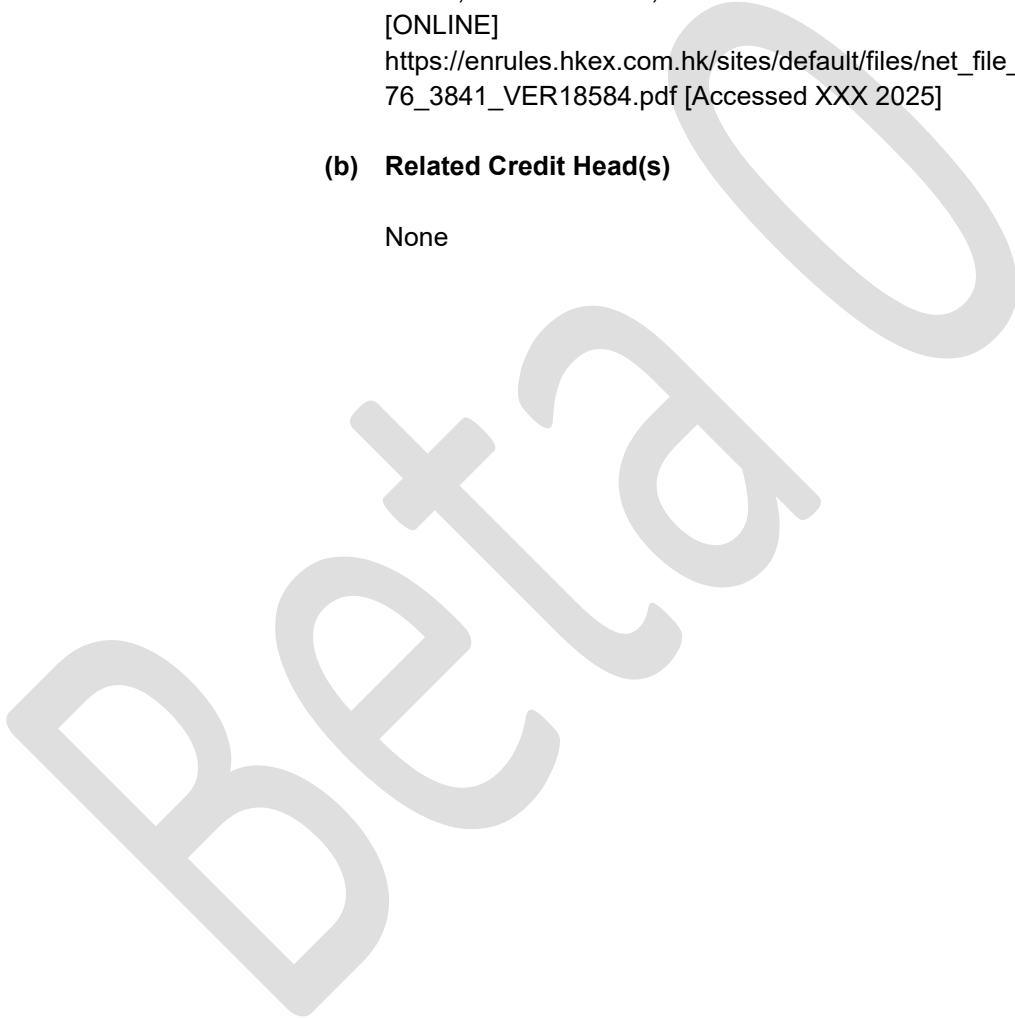 [ONLINE]
https://enrules.hkex.com.hk/sites/default/files/net_file_
76_3841_VER18584.pdf [Accessed XXX 2025]
(b) Related Credit Head(s)
None
Beta 0